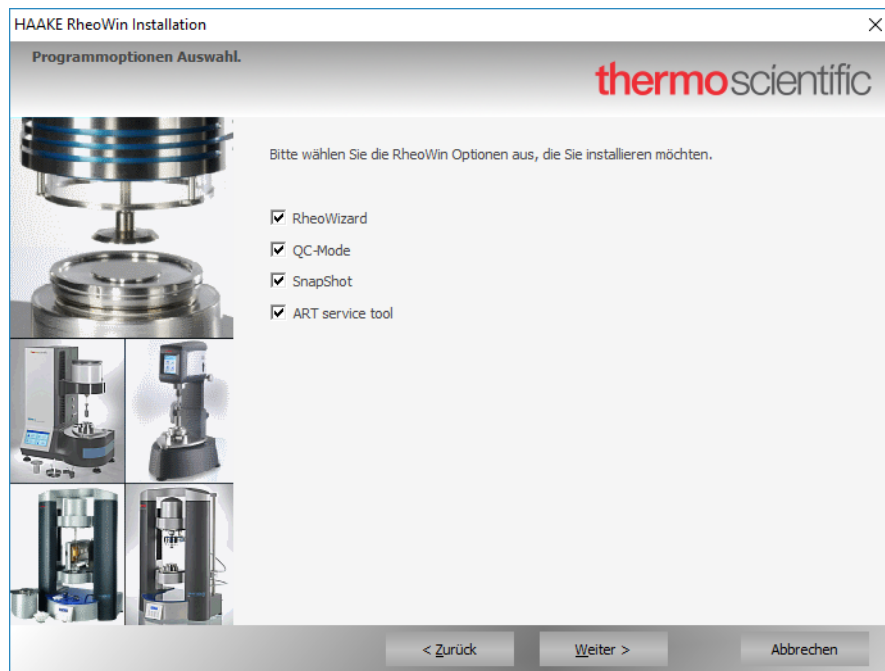 HAAKE RheoWin Installation
Programmoptionen Auswahl.
thermoscientific
Bitte wählen Sie die RheoWin Optionen aus, die Sie installieren möchten.
RheoWizard
QC-Mode
SnapShot
ART service tool
< Zurück
Weiter >
Abbrechen